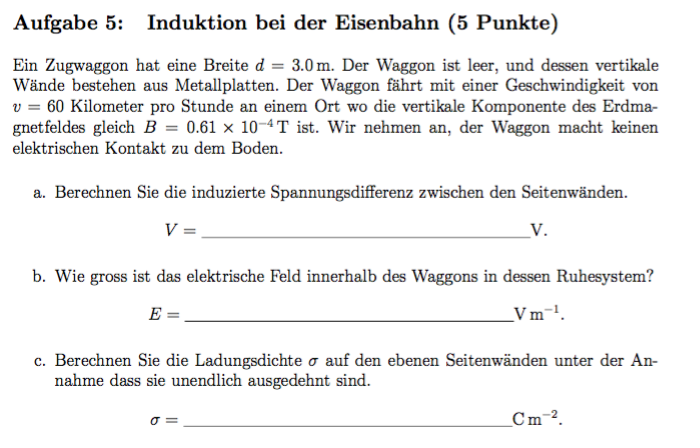 Aufgabe 5: Induktion bei der Eisenbahn (5 Punkte)
Ein Zugwaggon hat eine Breite d = 3.0 m. Der Waggon ist leer, und dessen vertikale
Wände bestehen aus Metallplatten. Der Waggon fährt mit einer Geschwindigkeit von
v = 60 Kilometer pro Stunde an einem Ort wo die vertikale Komponente des Erdma-
gnetfeldes gleich B = 0.61 × 10⁻⁴ T ist. Wir nehmen an, der Waggon macht keinen
elektrischen Kontakt zu dem Boden.
a. Berechnen Sie die induzierte Spannungsdifferenz zwischen den Seitenwänden.
V = ______________________________ V.
b. Wie gross ist das elektrische Feld innerhalb des Waggons in dessen Ruhesystem?
E = ______________________________ V m⁻¹.
c. Berechnen Sie die Ladungsdichte σ auf den ebenen Seitenwänden unter der An-
nahme dass sie unendlich ausgedehnt sind.
σ = ______________________________ C m⁻².